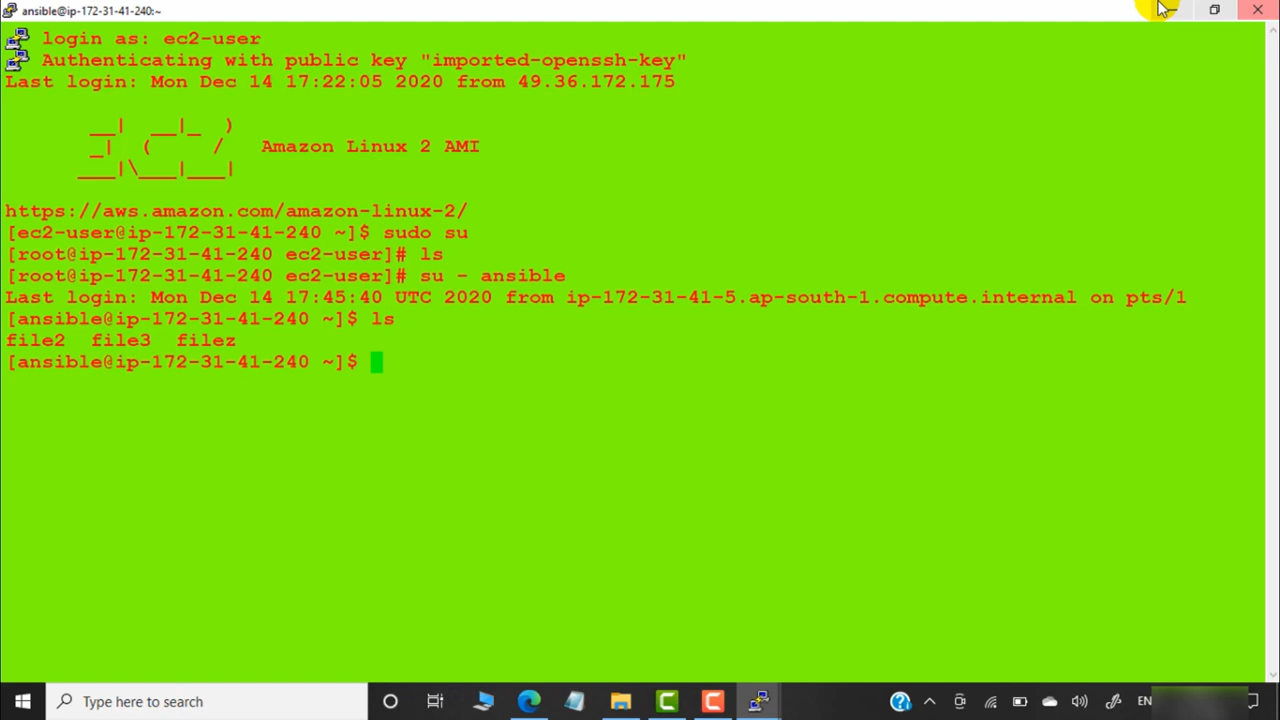 ansible@ip-172-31-41-240:~
login as: ec2-user
Authenticating with public key "imported-openssh-key"
Last login: Mon Dec 14 17:22:05 2020 from 49.36.172.175
__|  __|_  )
_|  (     /   Amazon Linux 2 AMI
___|\___|___|
https://aws.amazon.com/amazon-linux-2/
[ec2-user@ip-172-31-41-240 ~]$ sudo su
[root@ip-172-31-41-240 ec2-user]# ls
[root@ip-172-31-41-240 ec2-user]# su - ansible
Last login: Mon Dec 14 17:45:40 UTC 2020 from ip-172-31-41-5.ap-south-1.compute.internal on pts/1
[ansible@ip-172-31-41-240 ~]$ ls
file2  file3  filez
[ansible@ip-172-31-41-240 ~]$
Type here to search
EN